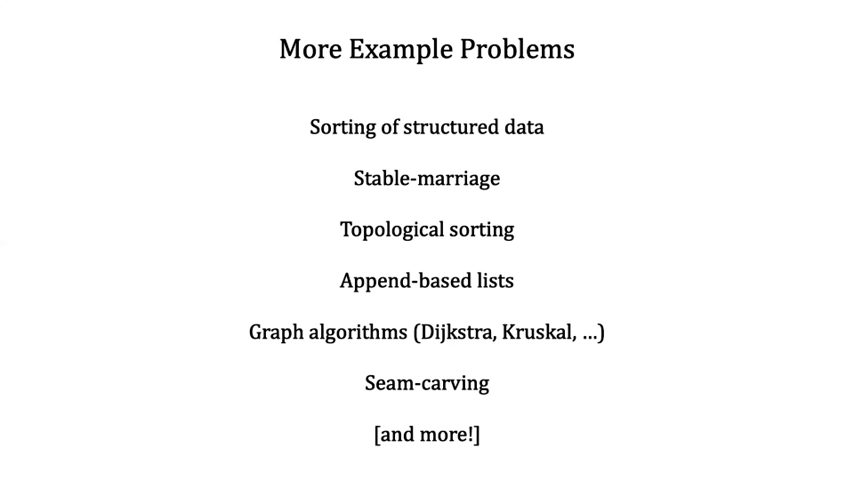 More Example Problems
Sorting of structured data
Stable-marriage
Topological sorting
Append-based lists
Graph algorithms (Dijkstra, Kruskal, ...)
Seam-carving
[and more!]